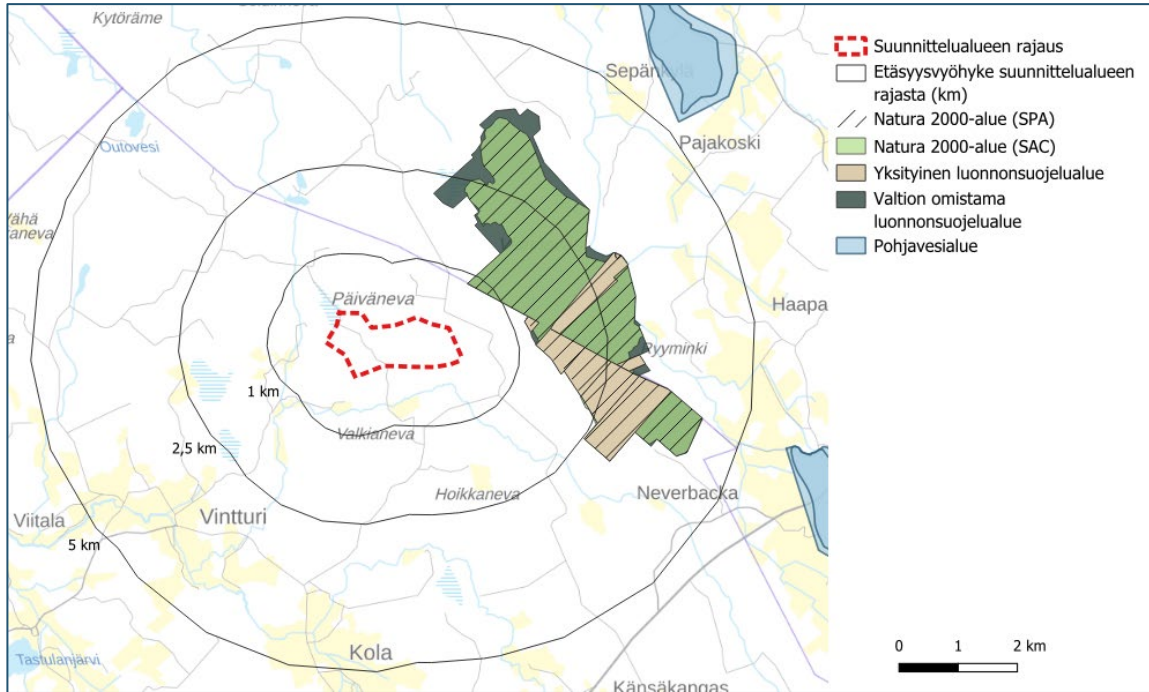 Kytöräme
Sepänkylä
Pajakoski
Outovesi
Vähä
kaneva
Päiväneva
Haapa
Ryyminki
1 km
Valkianeva
2,5 km
Hoikkaneva
Neverbacka
Viitala
Vintturi
5 km
Kola
Tastulanjärvi
Känsäkangas
Suunnittelualueen rajaus
Etäsyysvyöhyke suunnittelualueen
rajasta (km)
Natura 2000-alue (SPA)
Natura 2000-alue (SAC)
Yksityinen luonnonsuojelualue
Valtion omistama
luonnonsuojelualue
Pohjavesialue
0 1 2 km